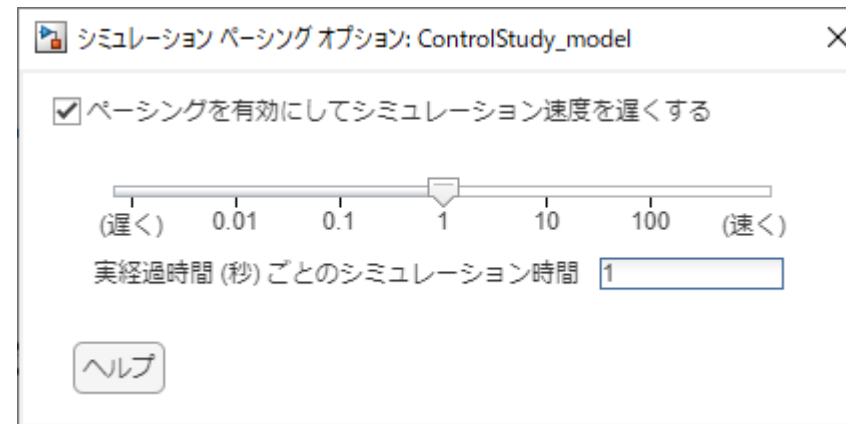 シミュレーション ペーシング オプション: ControlStudy_model
ペーシングを有効にしてシミュレーション速度を遅くする
(遅く) 0.01 0.1 1 10 100 (速く)
実経過時間 (秒) ごとのシミュレーション時間 1
ヘルプ